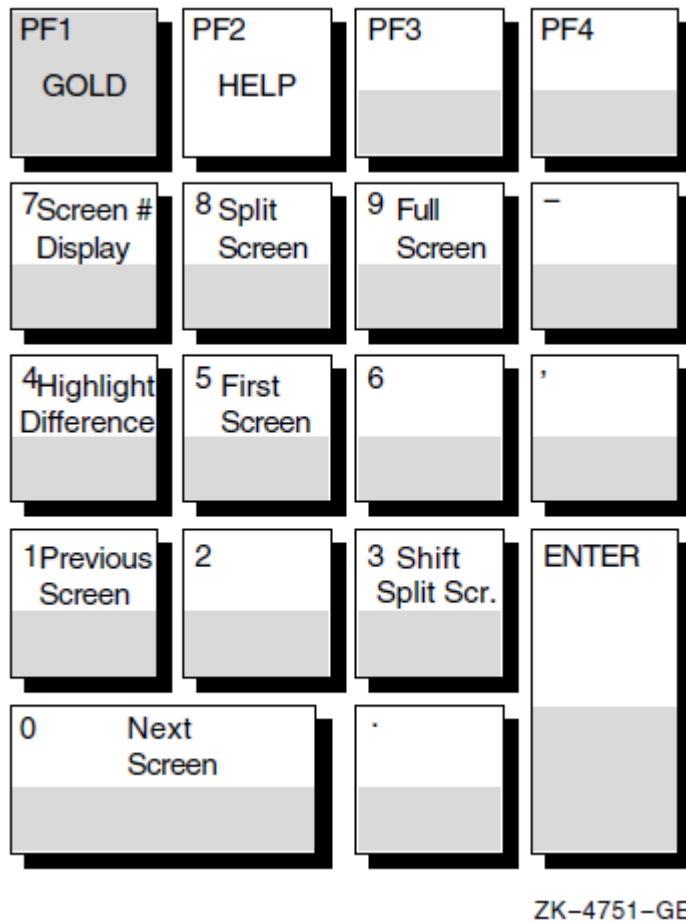 PF1
GOLD
PF2
HELP
PF3
PF4
7Screen #
Display
8 Split
Screen
9 Full
Screen
–
4Highlight
Difference
5 First
Screen
6
,
1Previous
Screen
2
3 Shift
Split Scr.
ENTER
0 Next
Screen
.
ZK–4751–GE